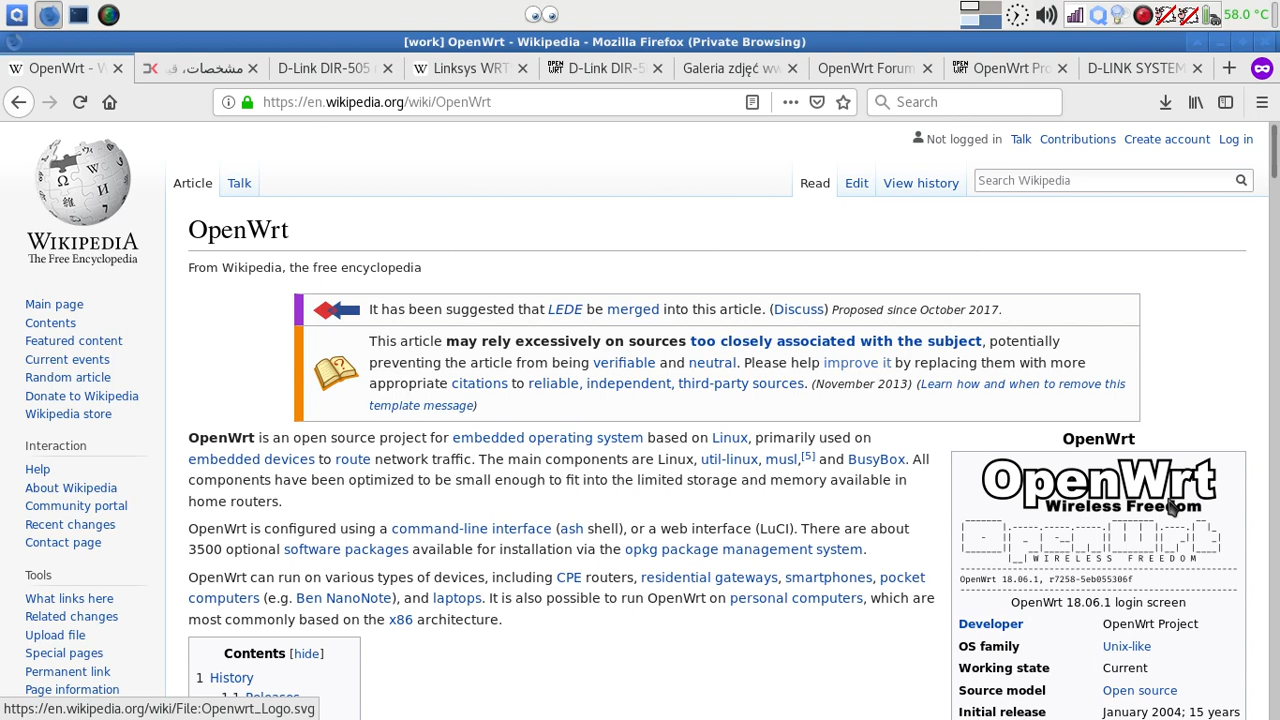 58.0 °C
[work] OpenWrt - Wikipedia - Mozilla Firefox (Private Browsing)
OpenWrt - W
مشخصات، قی
D-Link DIR-505
Linksys WRT
D-Link DIR-5
Galeria zdjęć ww
OpenWrt Forum
OpenWrt Pro
D-LINK SYSTEM
https://en.wikipedia.org/wiki/OpenWrt
Search
Not logged in Talk Contributions Create account Log in
Article Talk Read Edit View history Search Wikipedia
WIKIPEDIA
The Free Encyclopedia
Main page
Contents
Featured content
Current events
Random article
Donate to Wikipedia
Wikipedia store
Interaction
Help
About Wikipedia
Community portal
Recent changes
Contact page
Tools
What links here
Related changes
Upload file
Special pages
Permanent link
Page information
OpenWrt
From Wikipedia, the free encyclopedia
It has been suggested that LEDE be merged into this article. (Discuss) Proposed since October 2017.
This article may rely excessively on sources too closely associated with the subject, potentially
preventing the article from being verifiable and neutral. Please help improve it by replacing them with more
appropriate citations to reliable, independent, third-party sources. (November 2013) (Learn how and when to remove this
template message)
OpenWrt is an open source project for embedded operating system based on Linux, primarily used on
embedded devices to route network traffic. The main components are Linux, util-linux, musl,[5] and BusyBox. All
components have been optimized to be small enough to fit into the limited storage and memory available in
home routers.
OpenWrt is configured using a command-line interface (ash shell), or a web interface (LuCI). There are about
3500 optional software packages available for installation via the opkg package management system.
OpenWrt can run on various types of devices, including CPE routers, residential gateways, smartphones, pocket
computers (e.g. Ben NanoNote), and laptops. It is also possible to run OpenWrt on personal computers, which are
most commonly based on the x86 architecture.
Contents [hide]
1 History
1.1 Releases
OpenWrt
OpenWrt
Wireless Freedom
W I R E L E S S   F R E E D O M
OpenWrt 18.06.1, r7258-5eb055306f
OpenWrt 18.06.1 login screen
Developer OpenWrt Project
OS family Unix-like
Working state Current
Source model Open source
Initial release January 2004; 15 years
https://en.wikipedia.org/wiki/File:Openwrt_Logo.svg